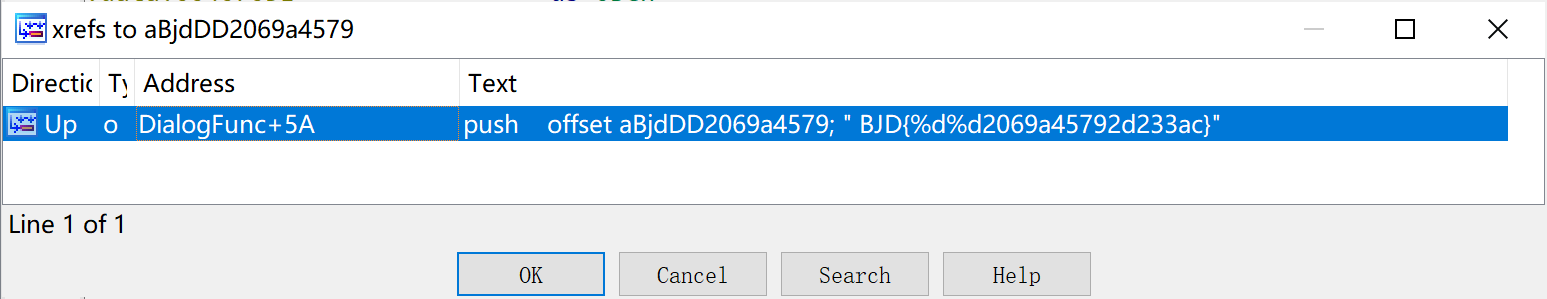 xrefs to aBjdDD2069a4579
Directic Ty Address Text
Up o DialogFunc+5A push offset aBjdDD2069a4579; " BJD{%d%d2069a45792d233ac}"
Line 1 of 1
OK Cancel Search Help